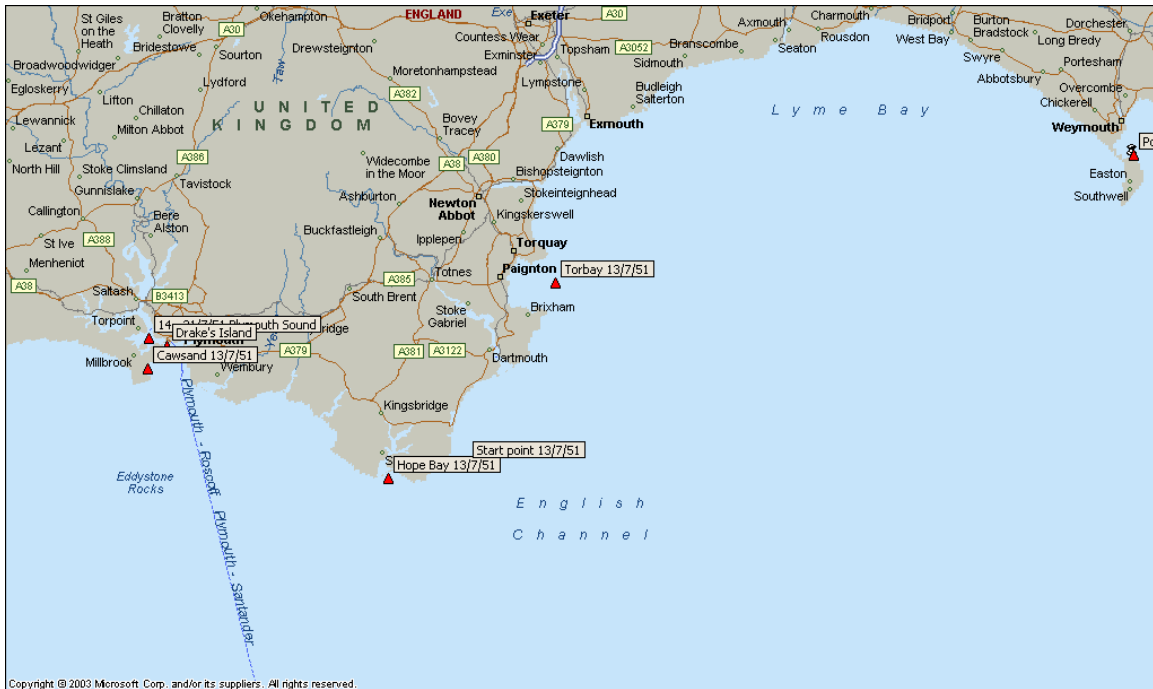 St Giles
on the
Heath
Bratton
Clovelly
A30
Okehampton
ENGLAND
Exe
Exeter
A30
Axmouth
Charmouth
Bridport
Burton
Bradstock
Dorchester
Bridestowe
Sourton
Drewsteignton
Countess Wear
Topsham
A3052
Branscombe
Seaton
Rousdon
West Bay
Long Bredy
Broadwoodwidger
Taw
Exminster
Sidmouth
Swyre
Portesham
Egloskerry
Lydford
Moretonhampstead
Lympstone
Abbotsbury
Lifton
A382
Budleigh
Salterton
Overcombe
Chillaton
UNITED
KINGDOM
Lyme Bay
Chickerell
Lewannick
Milton Abbot
Bovey
Tracey
A379
Exmouth
Weymouth
Lezant
A386
A38
A380
Dawlish
Po
North Hill
Stoke Climsland
Widecombe
in the Moor
Bishopsteignton
Easton
Gunnislake
Tavistock
Ashburton
Newton
Abbot
Stokeinteignhead
Southwell
Callington
Bere
Alston
Kingskerswell
St Ive
A388
Buckfastleigh
Ipplepen
Torquay
Menheniot
Paignton
Torbay 13/7/51
A38
Saltash
B3413
A385
Totnes
South Brent
Stoke
Gabriel
Brixham
Torpoint
Plymouth Sound
Drake's Island
Plymouth
bridge
Millbrook
Cawsand 13/7/51
A379
A381
A3122
Dartmouth
Wembury
Kingsbridge
Start point 13/7/51
S
Hope Bay 13/7/51
Eddystone
Rocks
Plymouth - Roscoff
Plymouth - Santander
English
Channel
Copyright © 2003 Microsoft Corp. and/or its suppliers. All rights reserved.